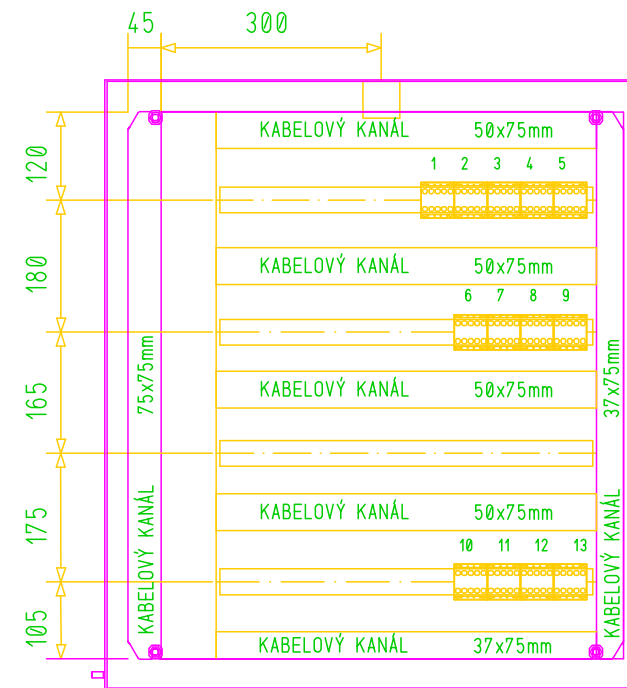 45 300
120
KABELOVÝ KANÁL 50x75mm
1 2 3 4 5
180
KABELOVÝ KANÁL 50x75mm
6 7 8 9
165
75x75mm
KABELOVÝ KANÁL 50x75mm
37x75mm
175
KABELOVÝ KANÁL
KABELOVÝ KANÁL 50x75mm
KABELOVÝ KANÁL
10 11 12 13
105
KABELOVÝ KANÁL 37x75mm